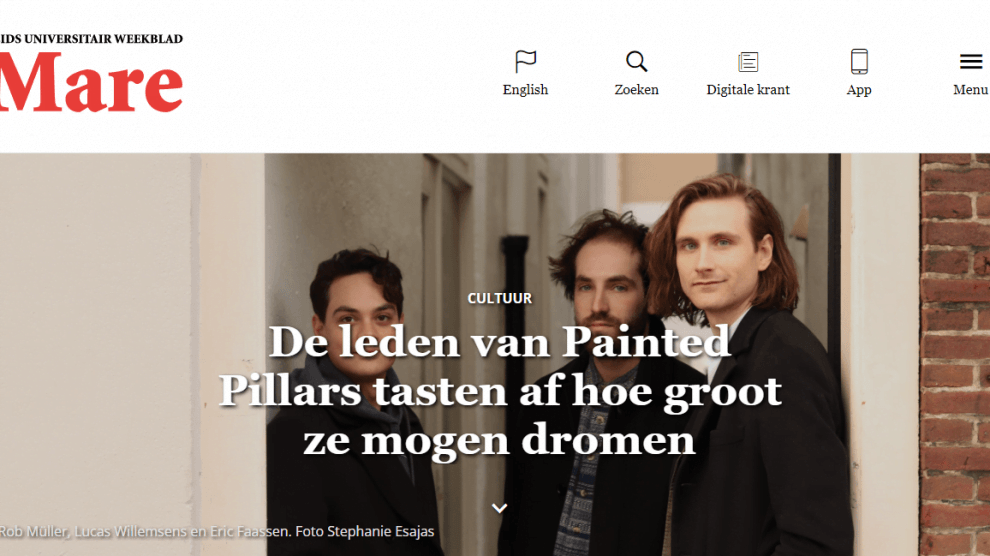 IDS UNIVERSITAIR WEEKBLAD
Mare
English
Zoeken
Digitale krant
App
Menu
CULTUUR
De leden van Painted
Pillars tasten af hoe groot
ze mogen dromen
Rob Muller, Lucas Willemsens en Eric Faassen. Foto Stephanie Esajas